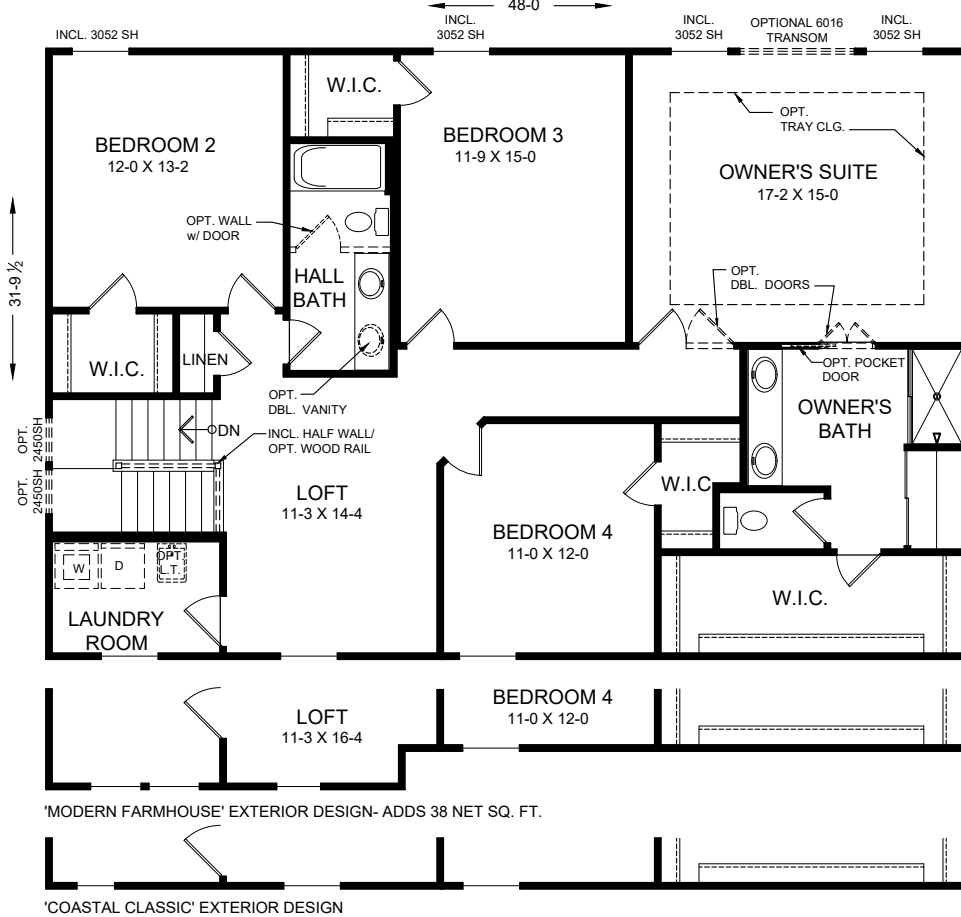 48-0
INCL. 3052 SH
INCL.
3052 SH
INCL.
3052 SH
OPTIONAL 6016
TRANSOM
INCL.
3052 SH
W.I.C.
BEDROOM 2
12-0 X 13-2
BEDROOM 3
11-9 X 15-0
OPT.
TRAY CLG.
OWNER'S SUITE
17-2 X 15-0
OPT. WALL
w/ DOOR
31-9 ½
HALL
BATH
OPT.
DBL. DOORS
W.I.C.
LINEN
OPT. POCKET
DOOR
OPT.
DBL. VANITY
OWNER'S
BATH
OPT.
2450SH
OPT.
2450SH
DN
INCL. HALF WALL/
OPT. WOOD RAIL
LOFT
11-3 X 14-4
W.I.C
BEDROOM 4
11-0 X 12-0
W
D
OPT.
L.T.
W.I.C.
LAUNDRY
ROOM
BEDROOM 4
11-0 X 12-0
LOFT
11-3 X 16-4
'MODERN FARMHOUSE' EXTERIOR DESIGN- ADDS 38 NET SQ. FT.
'COASTAL CLASSIC' EXTERIOR DESIGN